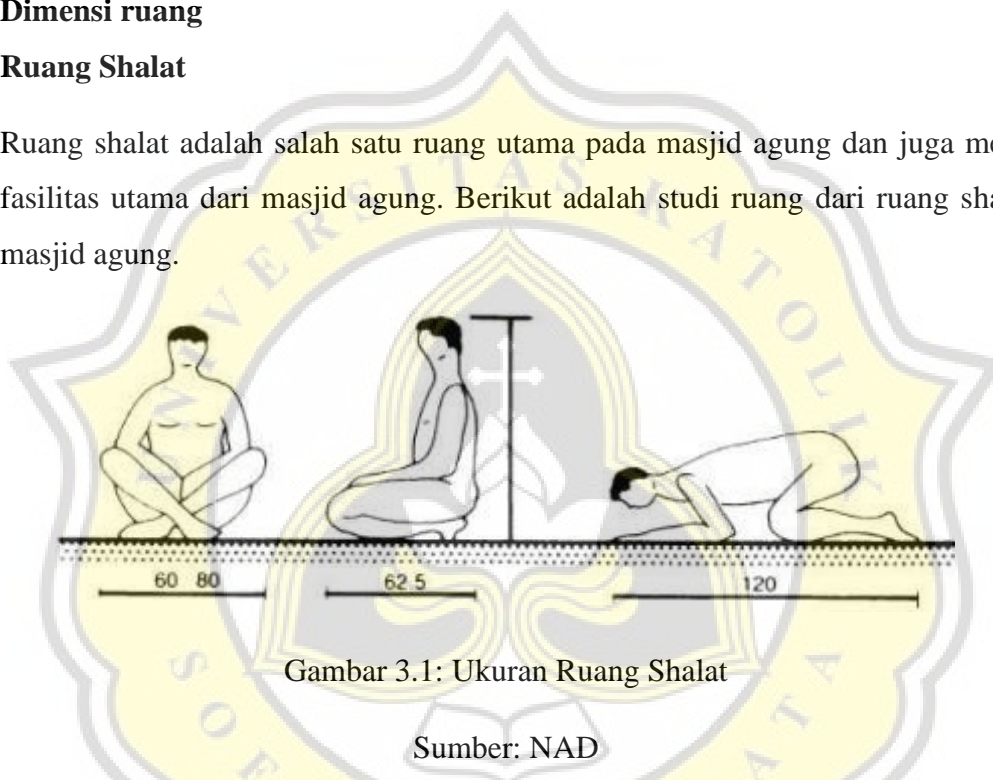 Dimensi ruang
Ruang Shalat
Ruang shalat adalah salah satu ruang utama pada masjid agung dan juga
fasilitas utama dari masjid agung. Berikut adalah studi ruang dari ruang
masjid agung.
60 80
62.5
120
Gambar 3.1: Ukuran Ruang Shalat
Sumber: NAD
UNIVERSITAS KATOLIK